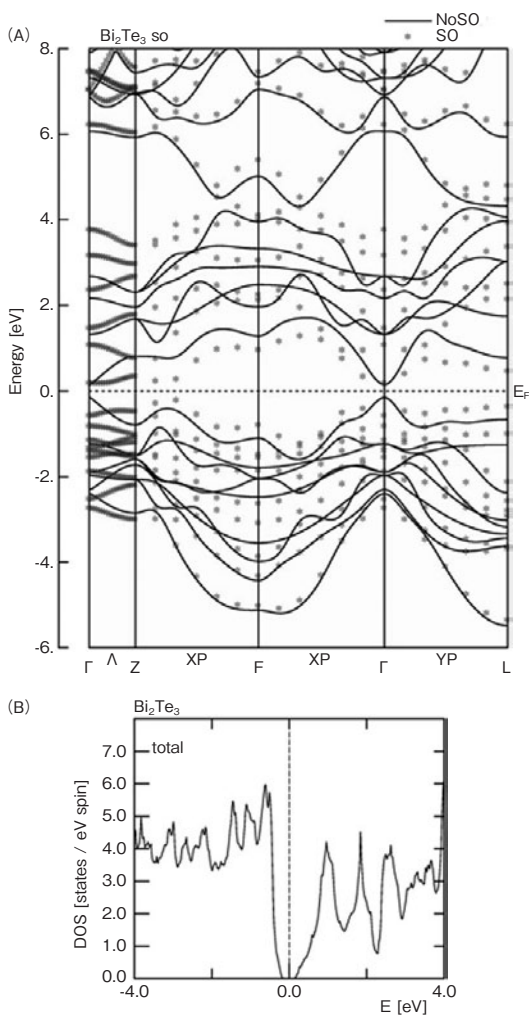 (A)
Bi₂Te₃ so
NoSO
SO
8.
6.
4.
2.
0.
-2.
-4.
-6.
Energy [eV]
E_F
Γ Λ Z XP F XP Γ YP L
(B)
Bi₂Te₃
total
7.0
6.0
5.0
4.0
3.0
2.0
1.0
0.0
DOS [states / eV spin]
-4.0 0.0 4.0
E [eV]